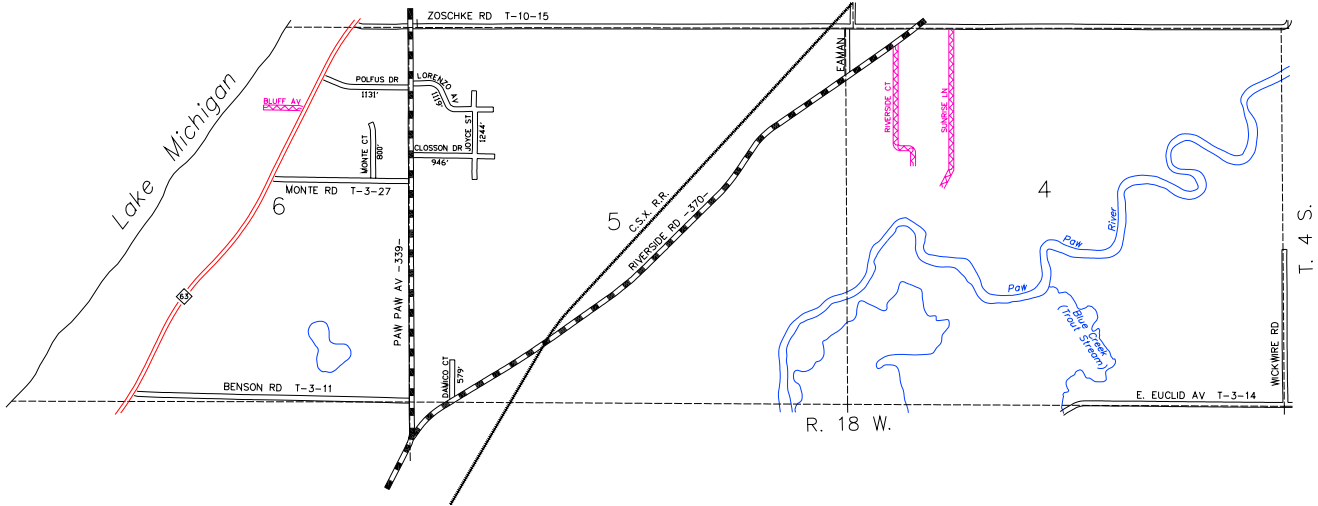 ZOSCHKE RD T-10-15
Lake Michigan
BLUFF AV
POLFUS DR
1131'
LORENZO AV
1119'
JOYCE ST
1244'
CLOSSON DR
946'
MONTE CT
800'
MONTE RD T-3-27
6
63
PAW PAW AV -339-
BENSON RD T-3-11
DAMICO CT
579'
5
C.S.X. R.R.
RIVERSIDE RD -370-
EAMAN
RIVERSIDE CT
SUNRISE LN
4
Paw
Paw
River
Blue Creek
(Trout Stream)
WICKWIRE RD
E. EUCLID AV T-3-14
R. 18 W.
T. 4 S.